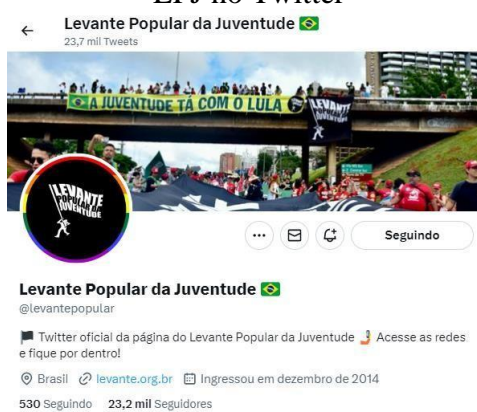 LPJ no Twitter
Levante Popular da Juventude
23,7 mil Tweets
A JUVENTUDE TÁ COM O LULA
LEVANTE
LEVANTE
POPULAR DA
JUVENTUDE
Seguindo
Levante Popular da Juventude
@levantepopular
Twitter oficial da página do Levante Popular da Juventude Acesse as redes
e fique por dentro!
Brasil levante.org.br Ingressou em dezembro de 2014
530 Seguindo 23,2 mil Seguidores